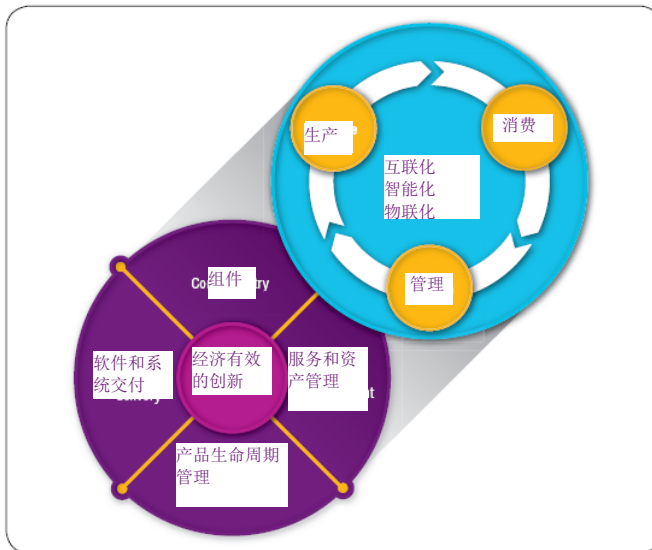 生产
消费
互联化
智能化
物联化
管理
组件
软件和系
统交付
经济有效
的创新
服务和资
产管理
产品生命周期
管理